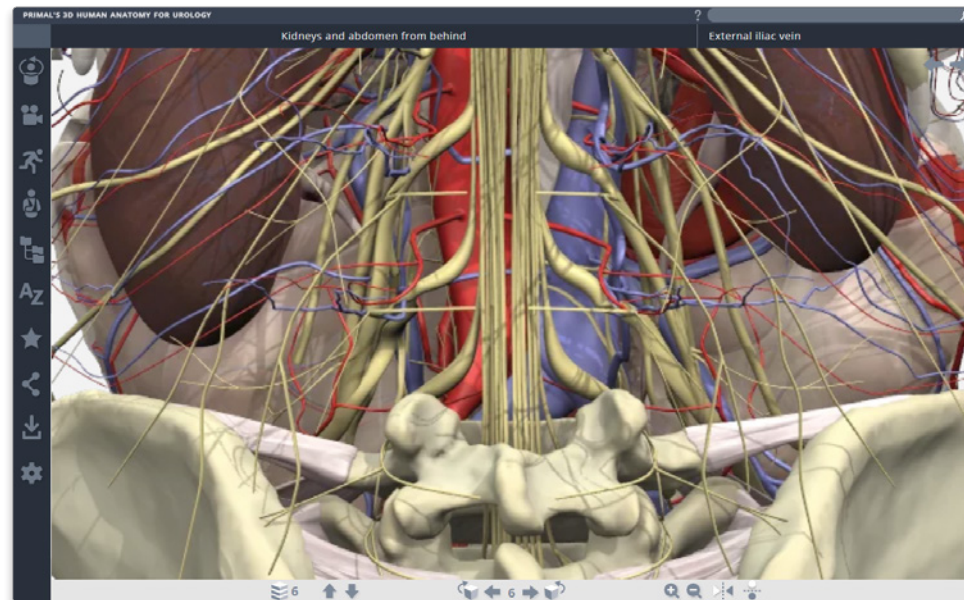 PRIMAL'S 3D HUMAN ANATOMY FOR UROLOGY
?
Kidneys and abdomen from behind
External iliac vein
AZ
6
6